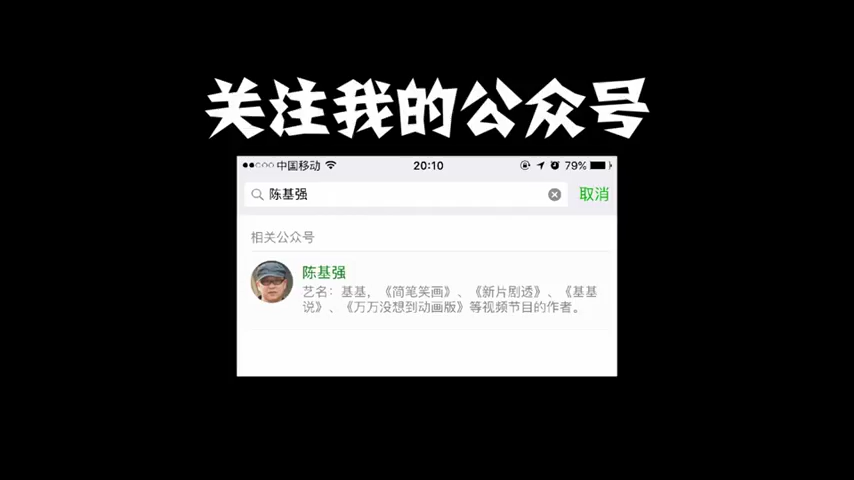 关注我的公众号
中国移动 20:10 79%
陈基强 取消
相关公众号
陈基强
艺名：基基，《简笔笑画》、《新片剧透》、《基基
说》、《万万没想到动画版》等视频节目的作者。